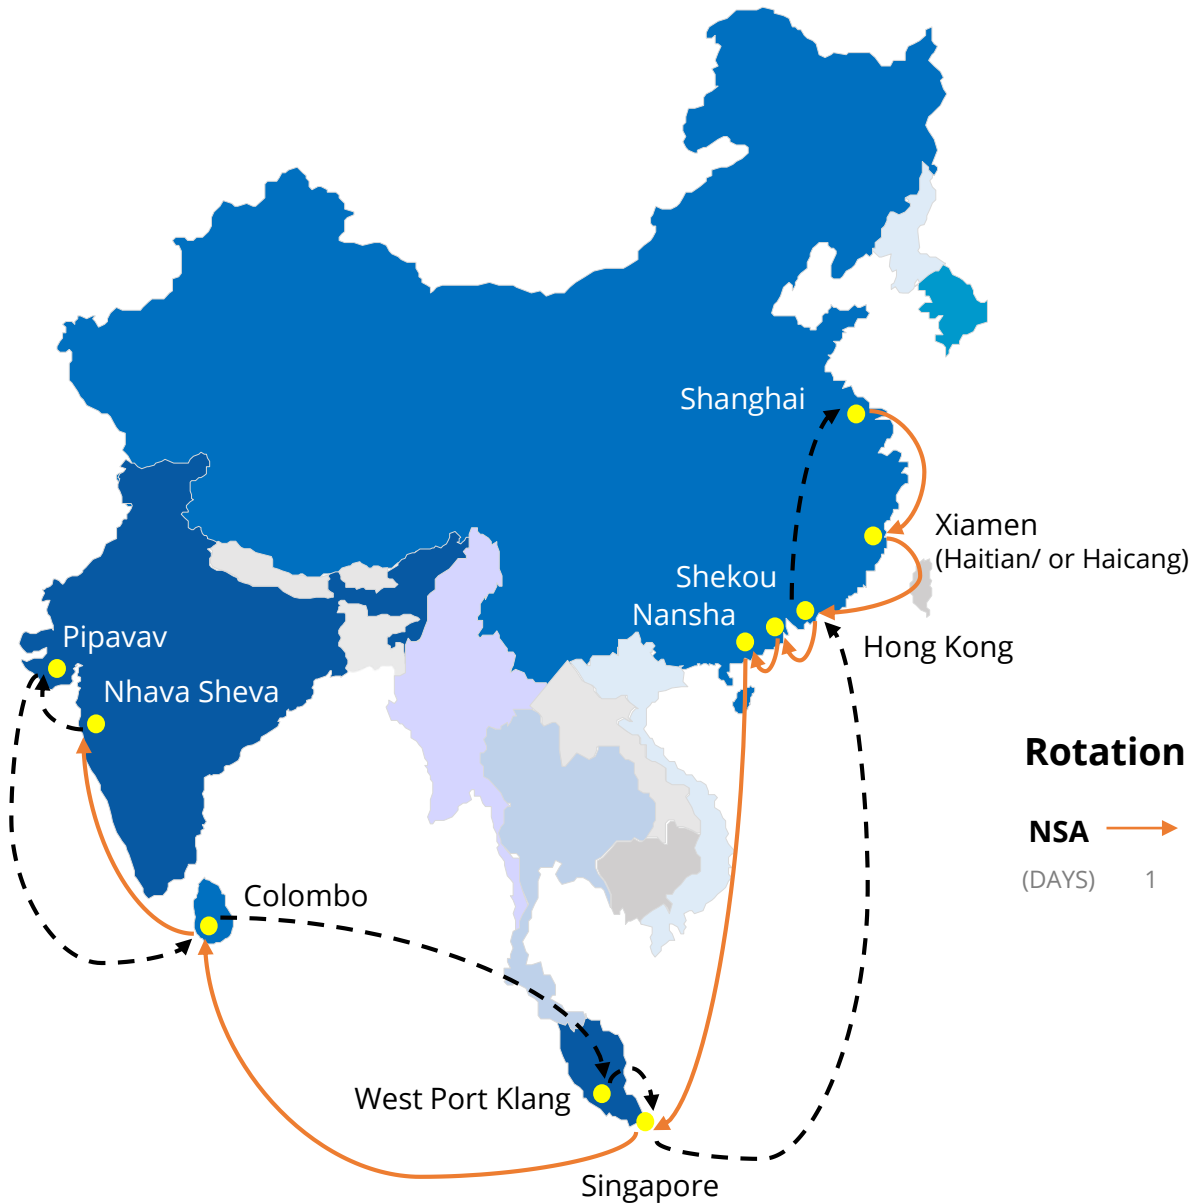 Shanghai
Xiamen
(Haitian/ or Haicang)
Shekou
Nansha
Hong Kong
Pipavav
Nhava Sheva
Rotation
NSA
(DAYS) 1
Colombo
West Port Klang
Singapore